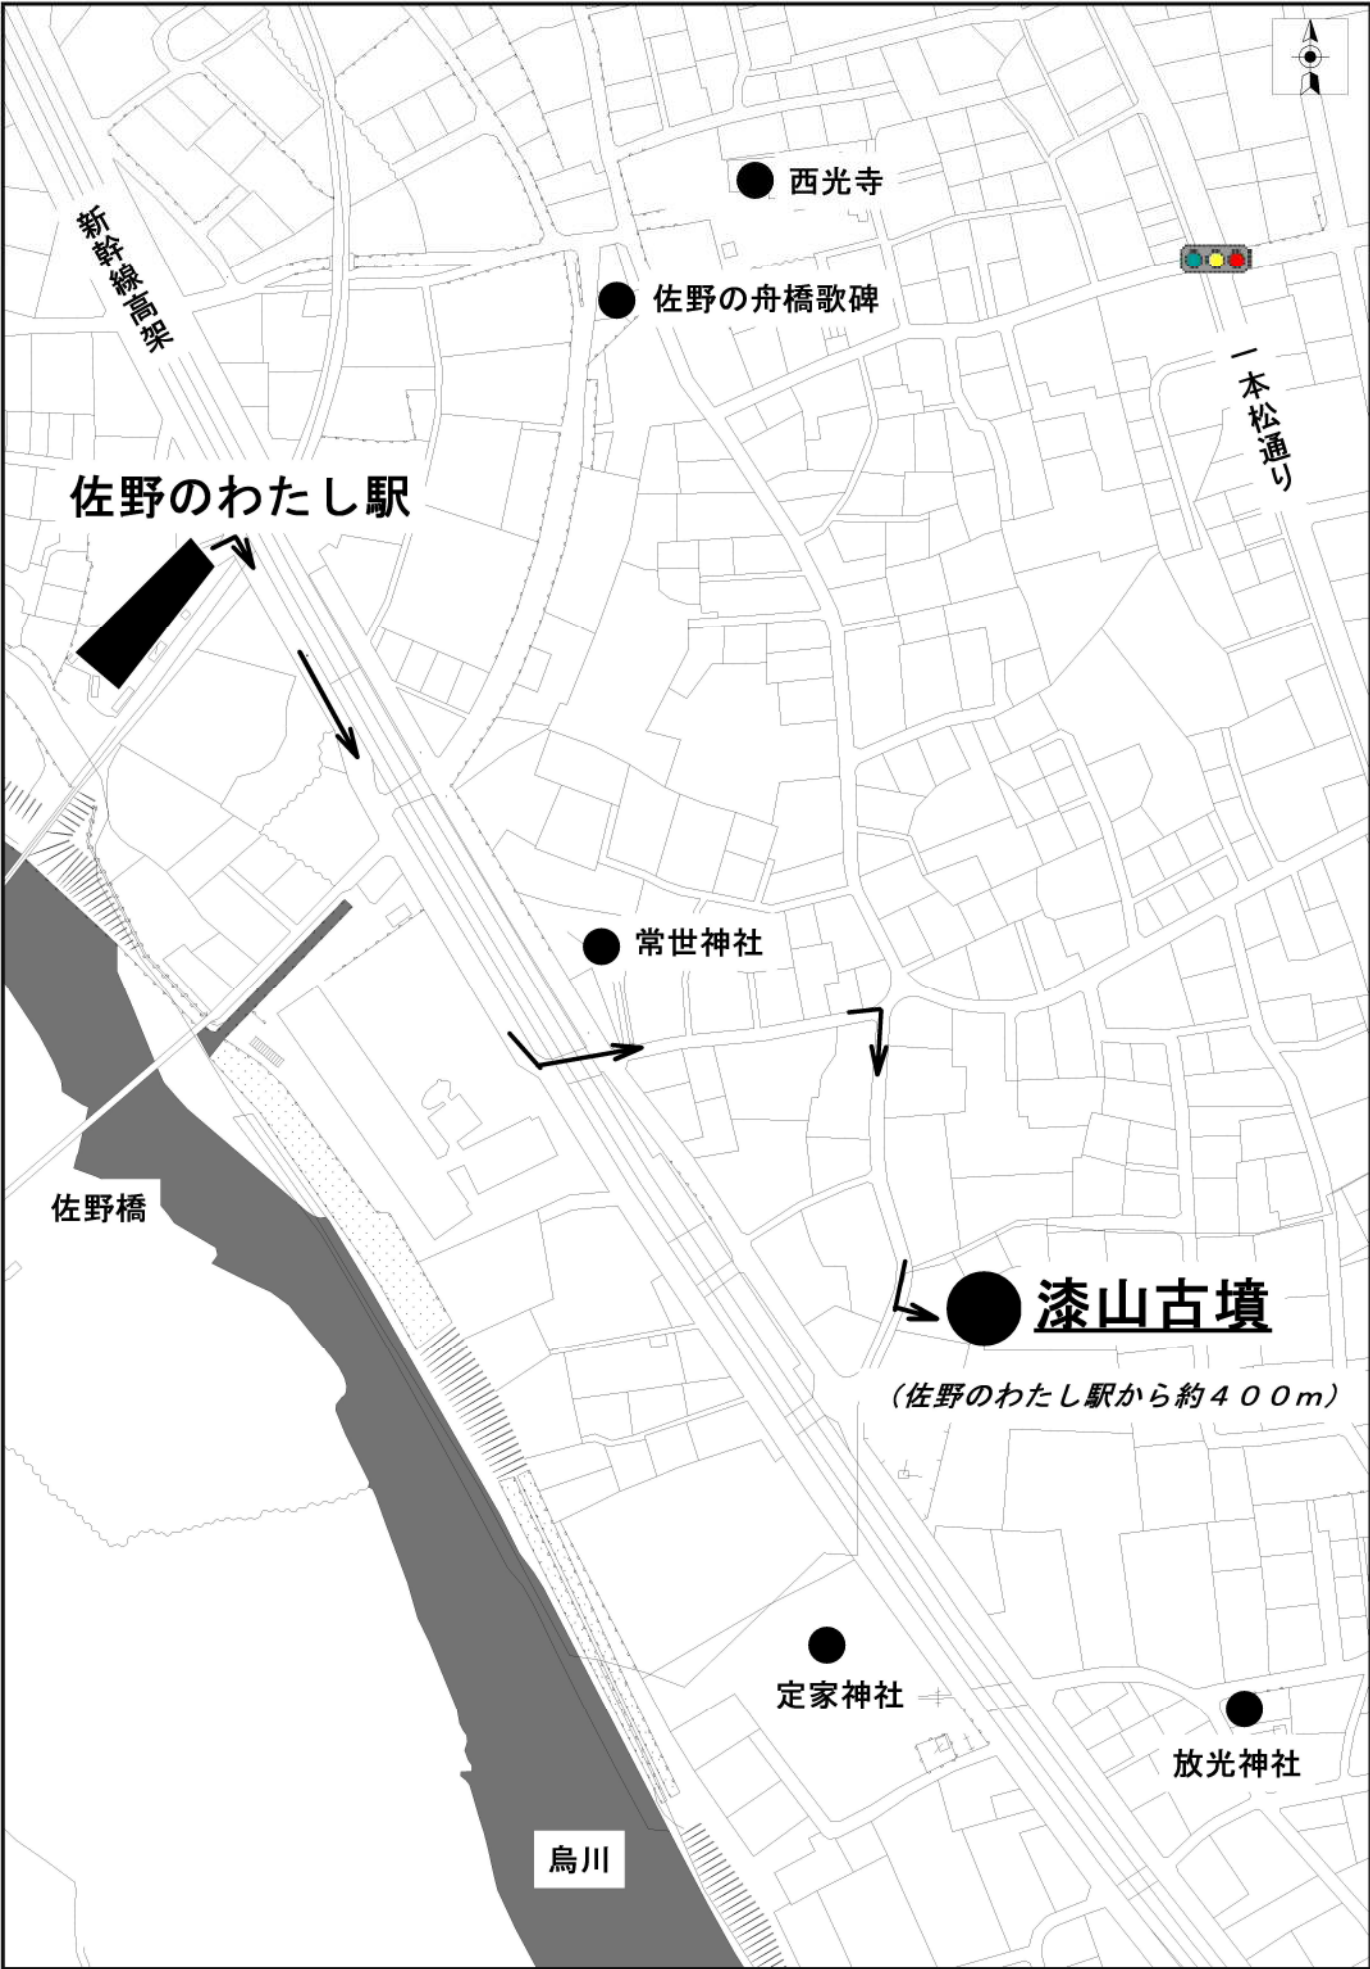 西光寺
新幹線高架
佐野の舟橋歌碑
一本松通り
佐野のわたし駅
常世神社
佐野橋
漆山古墳
（佐野のわたし駅から約４００ｍ）
定家神社
放光神社
烏川